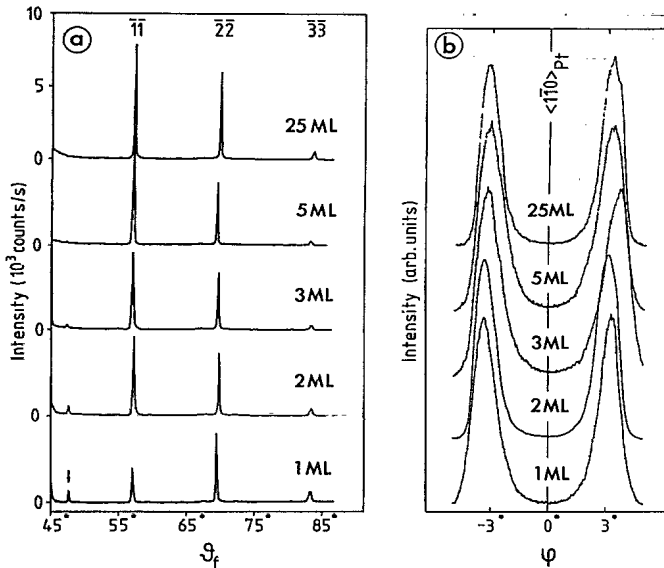 10
a
1̄1̄
2̄2̄
3̄3̄
5
25 ML
0
5 ML
0
3 ML
0
2 ML
0
1 ML
0
45°
55°
65°
75°
85°
ϑf
Intensity (10³ counts/s)
b
<11̄0>Pt
25ML
5ML
3ML
2ML
1ML
-3°
0°
3°
φ
Intensity (arb. units)